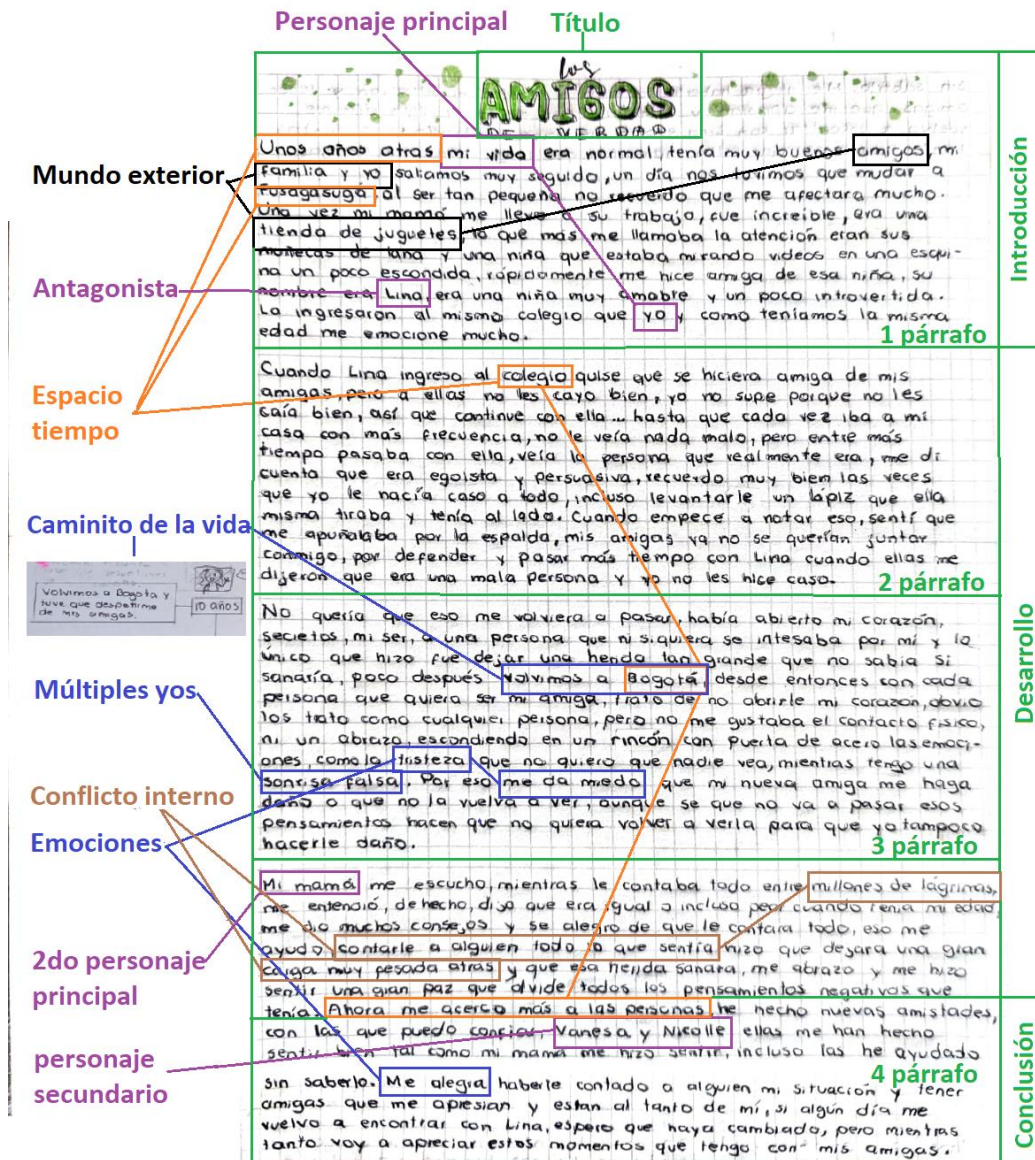 Personaje principal
Título
los
AMIGOS
DE VERDAD
Introducción
Unos años atras mi vida era normal, tenía muy buenos amigos, mi
Mundo exterior
familia y yo saliamos muy seguido, un día nos tuvimos que mudar a
Fusagasugá al ser tan pequeña no recuerdo que me afectara mucho.
Una vez mi mamá me llevo a su trabajo, fue increible, era una
tienda de juguetes, lo que más me llamaba la atención eran sus
muñecas de lana y una niña que estaba mirando videos en una esqui-
na un poco escondida, rápidamente me hice amiga de esa niña, su
Antagonista
nombre era Lina, era una niña muy amable y un poco introvertida.
La ingresaron al mismo colegio que yo y como teníamos la misma
edad me emocione mucho.
1 párrafo
Espacio
tiempo
Cuando Lina ingreso al colegio quise que se hiciera amiga de mis
amigas, pero a ellas no les cayo bien, yo no supe porque no les
caía bien, así que continue con ella... hasta que cada vez iba a mi
casa con más frecuencia, no le veía nada malo, pero entre más
tiempo pasaba con ella, veía la persona que realmente era, me di
cuenta que era egoista y persuasiva, recuerdo muy bien las veces
que yo le hacía caso a todo, incluso levantarle un lápiz que ella
misma tiraba y tenía al lado. Cuando empece a notar eso, sentí que
me apuñalaba por la espalda, mis amigas ya no se querían juntar
conmigo, por defender y pasar más tiempo con Lina cuando ellas me
dijeron que era una mala persona y yo no les hice caso.
2 párrafo
Caminito de la vida
Volvimos a Bogota y
tuve que despedirme
de mis amigas.
10 años
Desarrollo
No quería que eso me volviera a pasar, había abierto mi corazón,
secretos, mi ser, a una persona que ni siquiera se intesaba por mí y lo
único que hizo fue dejar una herida tan grande que no sabia si
sanaría, poco después volvimos a Bogotá, desde entonces con cada
Múltiples yos
persona que quiera ser mi amiga, trato de no abrirle mi corazón, obvio
los trato como cualquier persona, pero no me gustaba el contacto fisico,
ni un abrazo, escondiendo en un rincón con puerta de acero las emoci-
ones como la tristeza que no quiero que nadie vea, mientras tengo una
sonrisa falsa. Por eso me da miedo que mi nueva amiga me haga
daño o que no la vuelva a ver, aunque se que no va a pasar esos
pensamientos hacen que no quiera volver a verla para que yo tampoco
hacerle daño.
3 párrafo
Conflicto interno
Emociones
Mi mamá me escucho, mientras le contaba todo entre millones de lágrimas,
me entendió, de hecho, dijo que era igual o incluso peor cuando tenia mi edad,
me dio muchos consejos y se alegro de que le contara todo, eso me
ayudo, contarle a alguien todo lo que sentía hizo que dejara una gran
carga muy pesada atras y que esa herida sanara, me abrazo y me hizo
sentir una gran paz que olvide todos los pensamientos negativos que
tenía. Ahora me acerco más a las personas, he hecho nuevas amistades,
con las que puedo confiar, Vanesa y Nicolle ellas me han hecho
sentir bien tal como mi mama me hizo sentir, incluso las he ayudado
4 párrafo
2do personaje
principal
personaje
secundario
Conclusión
sin saberlo. Me alegra haberle contado a alguien mi situación y tener
amigas que me apresian y estan al tanto de mí, si algún día me
vuelvo a encontrar con Lina, espero que haya cambiado, pero mientras
tanto voy a apreciar estos momentos que tengo con mis amigas.